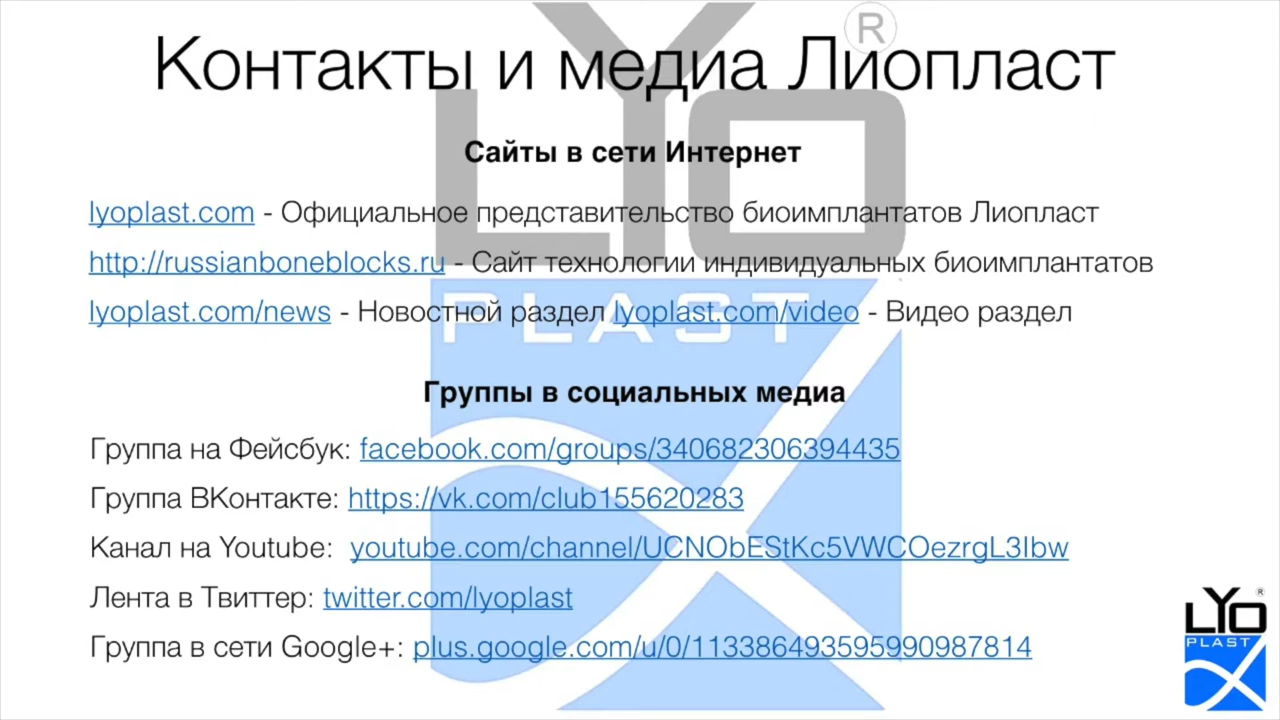 Контакты и медиа Лиопласт
Сайты в сети Интернет
lyoplast.com - Официальное представительство биоимплантатов Лиопласт
http://russianboneblocks.ru - Сайт технологии индивидуальных биоимплантатов
lyoplast.com/news - Новостной раздел lyoplast.com/video - Видео раздел
Группы в социальных медиа
Группа на Фейсбук: facebook.com/groups/340682306394435
Группа ВКонтакте: https://vk.com/club155620283
Канал на Youtube: youtube.com/channel/UCNObEStKc5VWCOezrgL3Ibw
Лента в Твиттер: twitter.com/lyoplast
Группа в сети Google+: plus.google.com/u/0/113386493595990987814
LYO ®
PLAST
LYO ®
PLAST